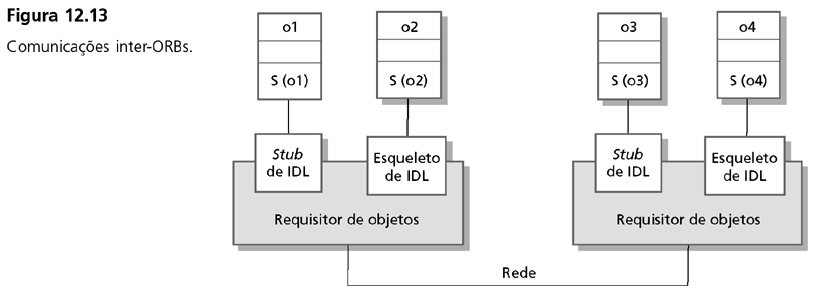 Figura 12.13
Comunicações inter-ORBs.
o1
o2
o3
o4
S (o1)
S (o2)
S (o3)
S (o4)
Stub
de IDL
Esqueleto
de IDL
Stub
de IDL
Esqueleto
de IDL
Requisitor de objetos
Requisitor de objetos
Rede